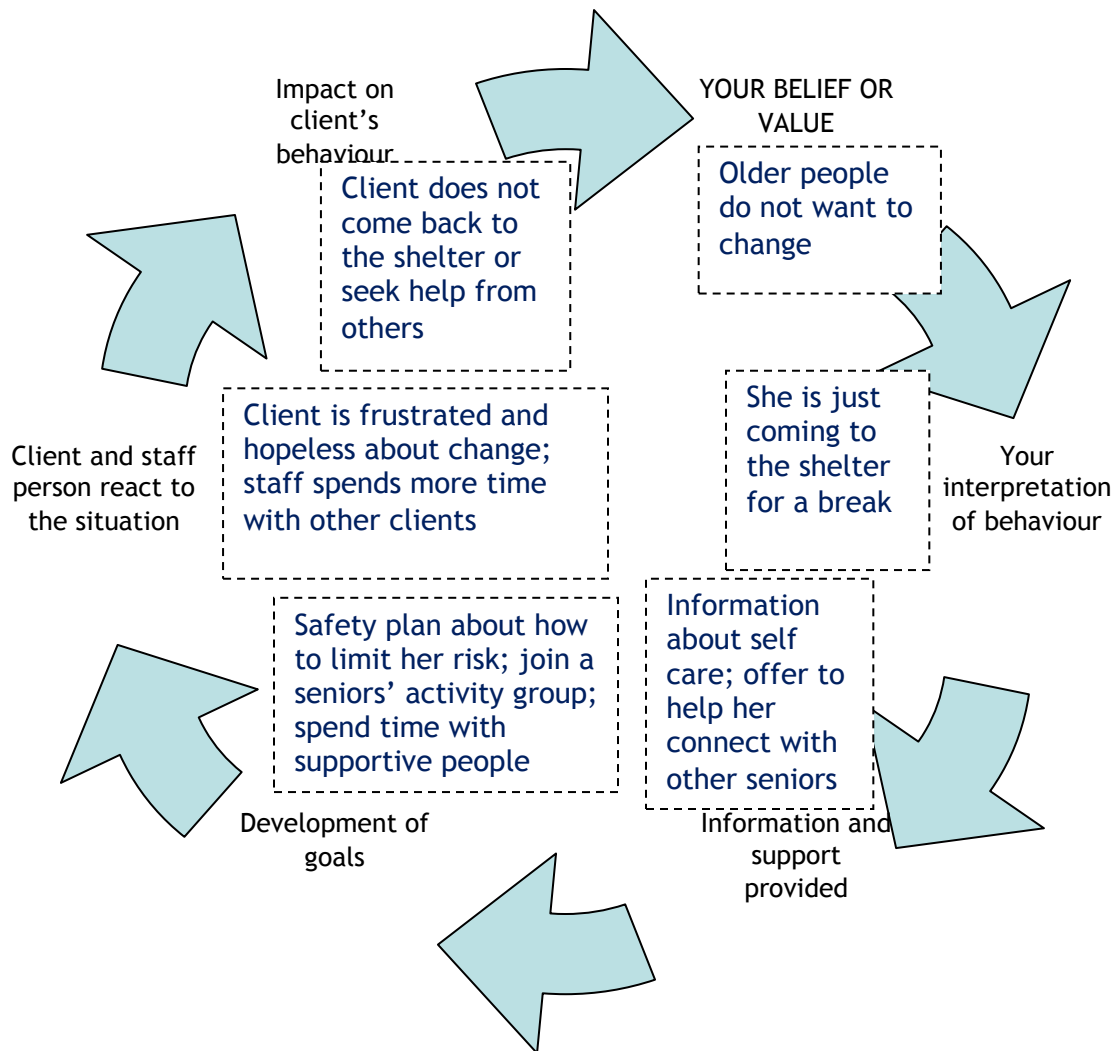 YOUR BELIEF OR
VALUE
Older people
do not want to
change
She is just
coming to
the shelter
for a break
Your
interpretation
of behaviour
Information
about self
care; offer to
help her
connect with
other seniors
Information and
support
provided
Safety plan about how
to limit her risk; join a
seniors’ activity group;
spend time with
supportive people
Development of
goals
Client is frustrated and
hopeless about change;
staff spends more time
with other clients
Client and staff
person react to
the situation
Impact on
client’s
behaviour
Client does not
come back to
the shelter or
seek help from
others